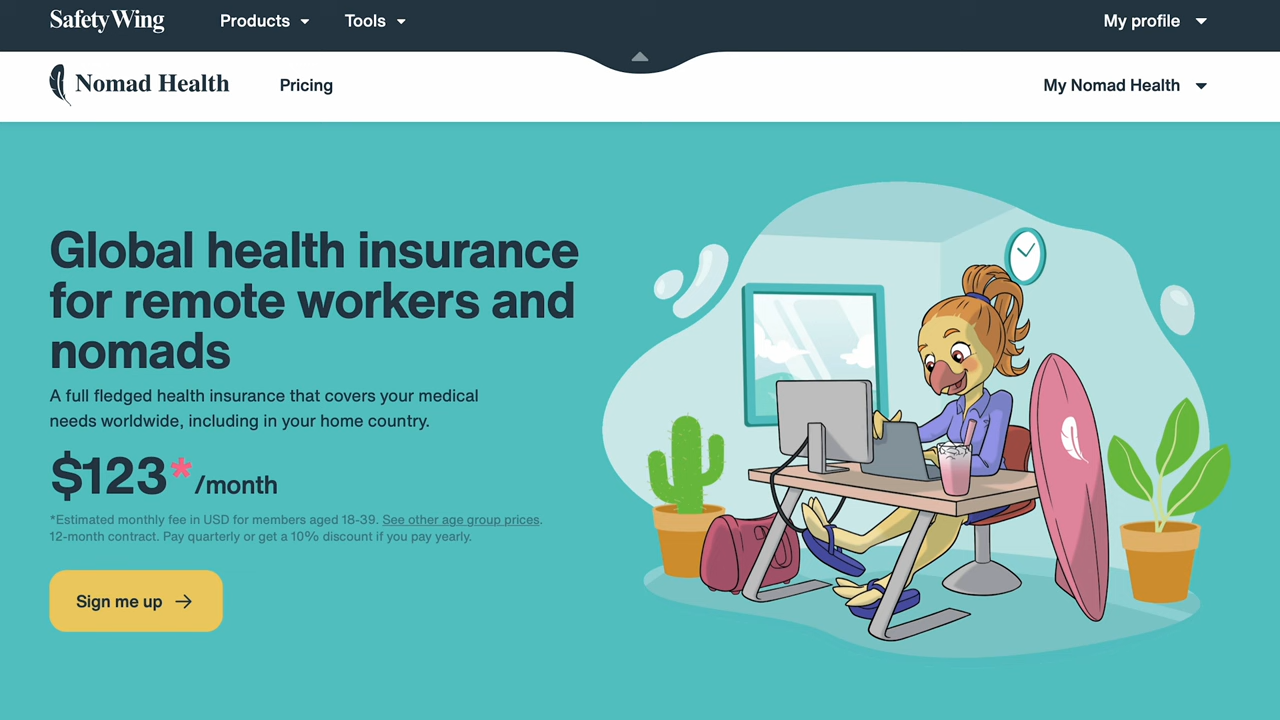 SafetyWing
Products
Tools
My profile
Nomad Health
Pricing
My Nomad Health
Global health insurance
for remote workers and
nomads
A full fledged health insurance that covers your medical
needs worldwide, including in your home country.
$123*/month
*Estimated monthly fee in USD for members aged 18-39. See other age group prices.
12-month contract. Pay quarterly or get a 10% discount if you pay yearly.
Sign me up →